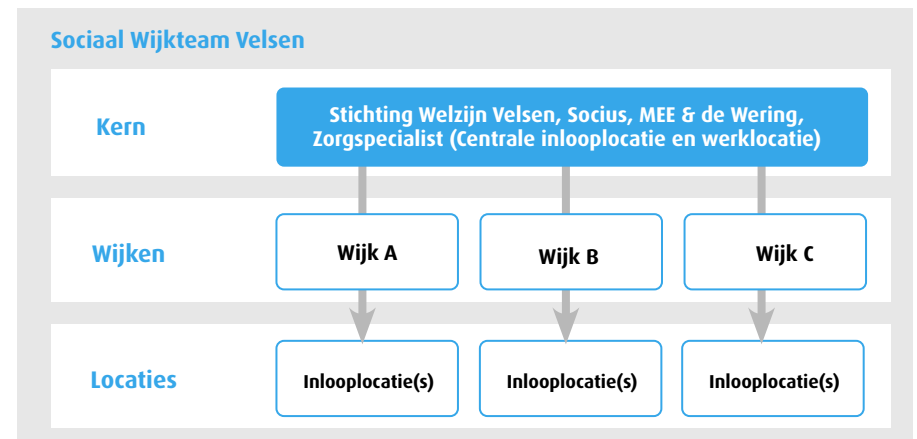 Sociaal Wijkteam Velsen
Kern
Stichting Welzijn Velsen, Socius, MEE & de Wering,
Zorgspecialist (Centrale inlooplocatie en werklocatie)
Wijken
Wijk A
Wijk B
Wijk C
Locaties
Inlooplocatie(s)
Inlooplocatie(s)
Inlooplocatie(s)